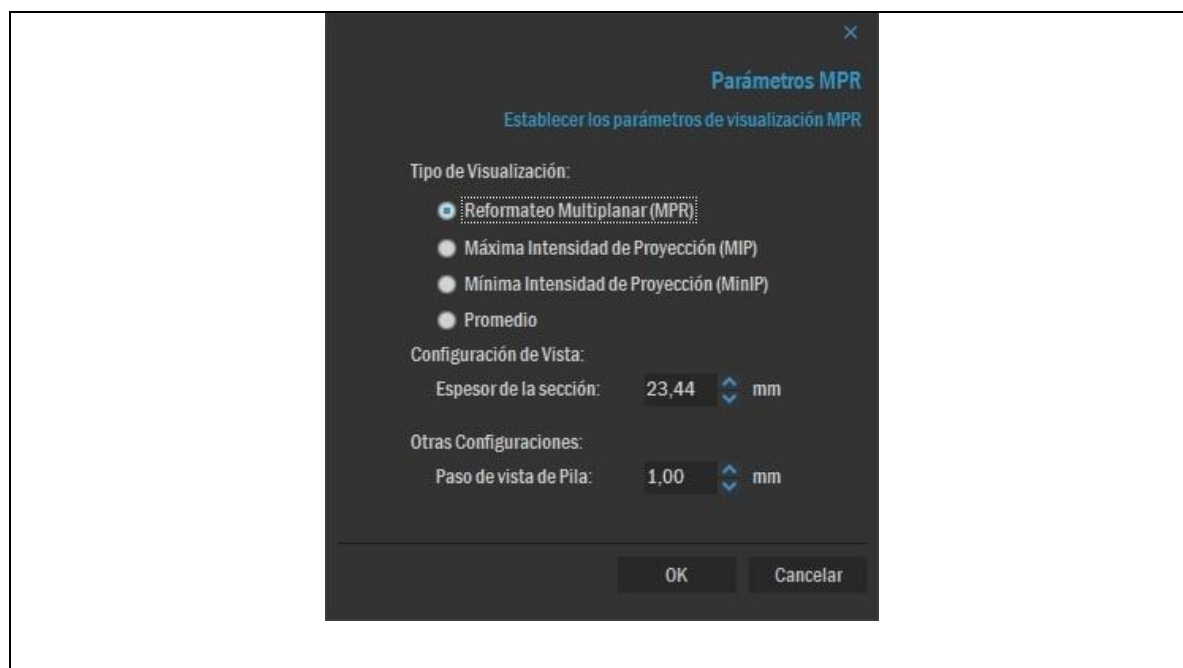 Parámetros MPR
Establecer los parámetros de visualización MPR
Tipo de Visualización:
Reformateo Multiplanar (MPR)
Máxima Intensidad de Proyección (MIP)
Mínima Intensidad de Proyección (MinIP)
Promedio
Configuración de Vista:
Espesor de la sección: 23,44 mm
Otras Configuraciones:
Paso de vista de Pila: 1,00 mm
OK Cancelar